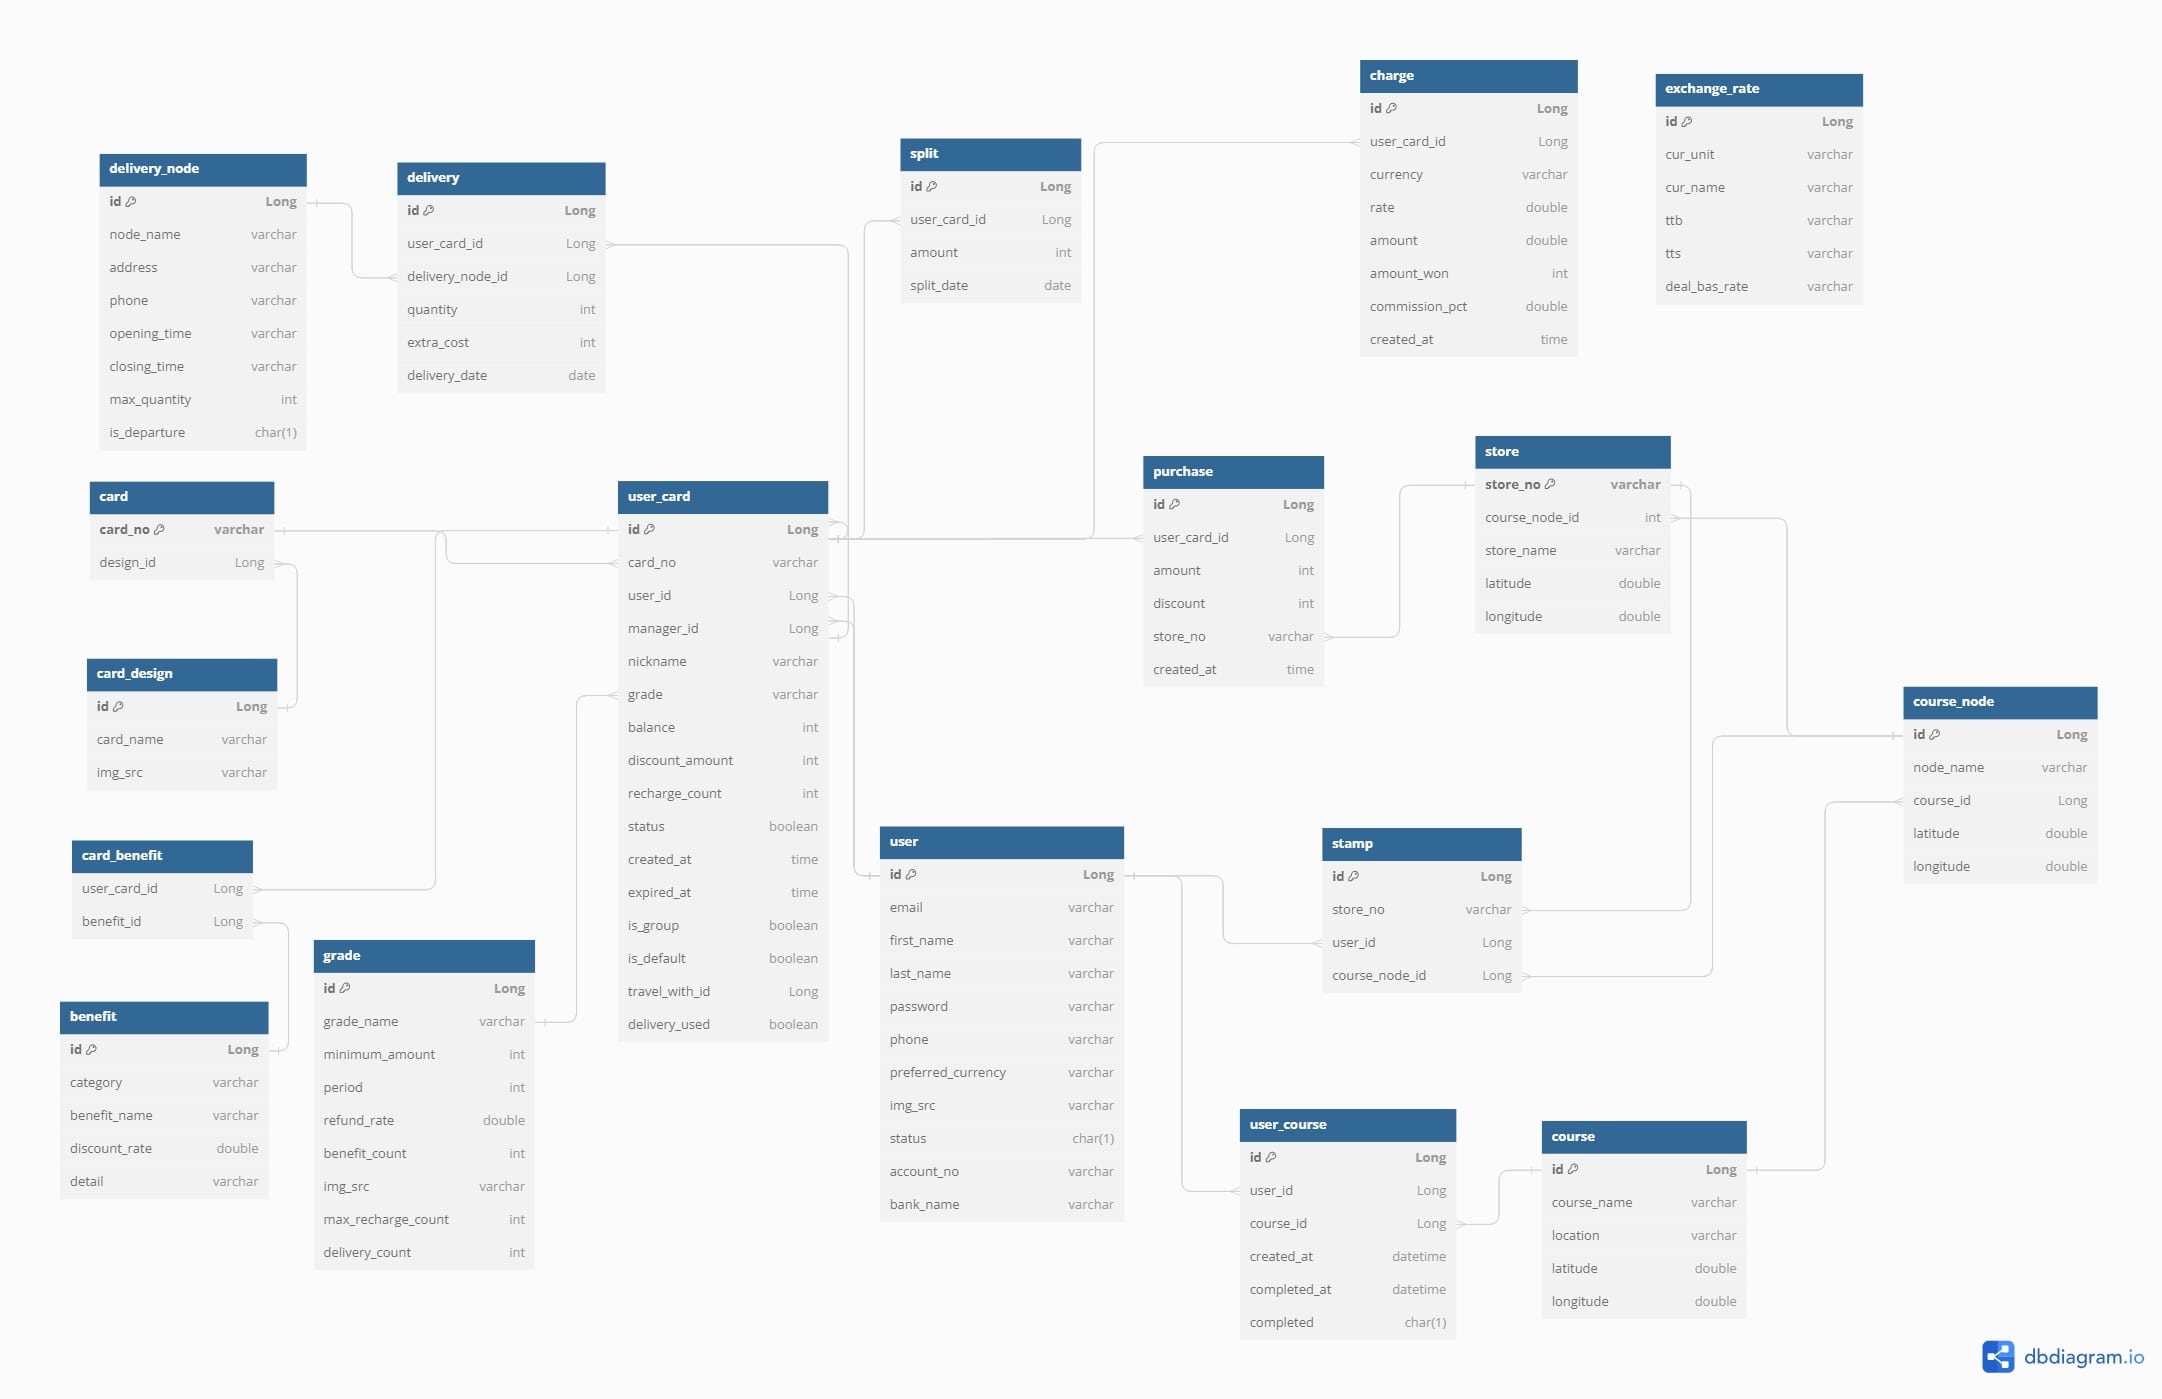 delivery_node
id Long
node_name varchar
address varchar
phone varchar
opening_time varchar
closing_time varchar
max_quantity int
is_departure char(1)
delivery
id Long
user_card_id Long
delivery_node_id Long
quantity int
extra_cost int
delivery_date date
split
id Long
user_card_id Long
amount int
split_date date
charge
id Long
user_card_id Long
currency varchar
rate double
amount double
amount_won int
commission_pct double
created_at time
exchange_rate
id Long
cur_unit varchar
cur_name varchar
ttb varchar
tts varchar
deal_bas_rate varchar
card
card_no varchar
design_id Long
card_design
id Long
card_name varchar
img_src varchar
card_benefit
user_card_id Long
benefit_id Long
benefit
id Long
category varchar
benefit_name varchar
discount_rate double
detail varchar
grade
id Long
grade_name varchar
minimum_amount int
period int
refund_rate double
benefit_count int
img_src varchar
max_recharge_count int
delivery_count int
user_card
id Long
card_no varchar
user_id Long
manager_id Long
nickname varchar
grade varchar
balance int
discount_amount int
recharge_count int
status boolean
created_at time
expired_at time
is_group boolean
is_default boolean
travel_with_id Long
delivery_used boolean
purchase
id Long
user_card_id Long
amount int
discount int
store_no varchar
created_at time
store
store_no varchar
course_node_id int
store_name varchar
latitude double
longitude double
course_node
id Long
node_name varchar
course_id Long
latitude double
longitude double
user
id Long
email varchar
first_name varchar
last_name varchar
password varchar
phone varchar
preferred_currency varchar
img_src varchar
status char(1)
account_no varchar
bank_name varchar
stamp
id Long
store_no varchar
user_id Long
course_node_id Long
user_course
id Long
user_id Long
course_id Long
created_at datetime
completed_at datetime
completed char(1)
course
id Long
course_name varchar
location varchar
latitude double
longitude double
dbdiagram.io